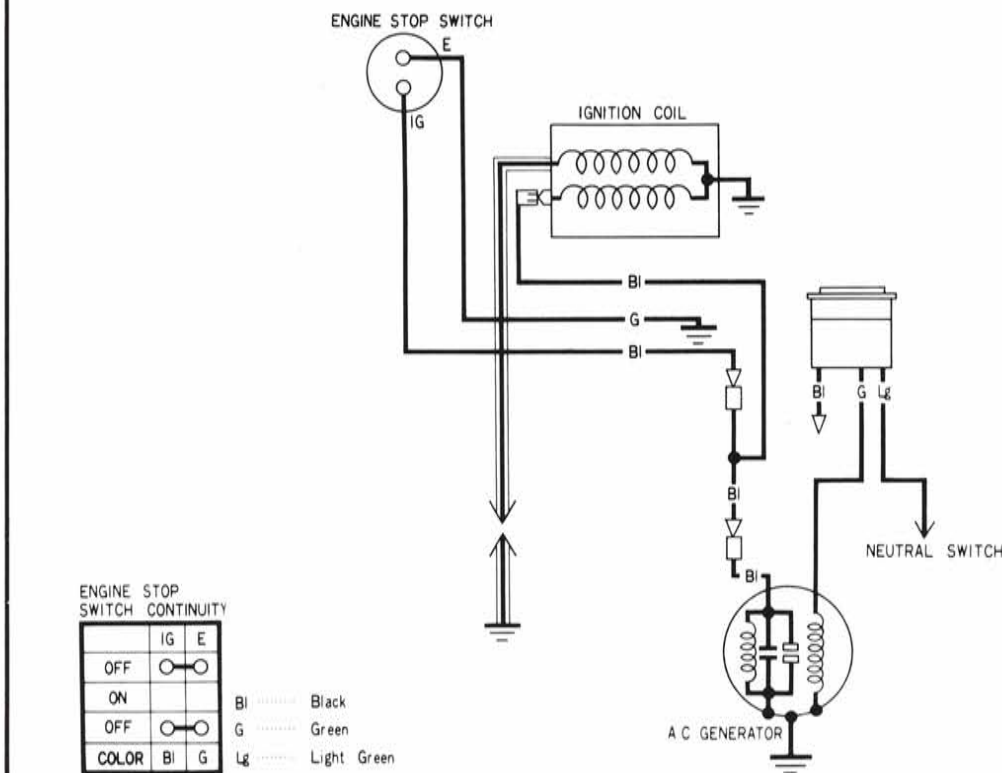 ENGINE STOP SWITCH
E
IG
IGNITION COIL
Bl
G
Bl
Bl G Lg
Bl
NEUTRAL SWITCH
Bl
A C GENERATOR
ENGINE STOP
SWITCH CONTINUITY
IG E
OFF
ON
OFF
COLOR Bl G
Bl ........ Black
G ........ Green
Lg ........ Light Green